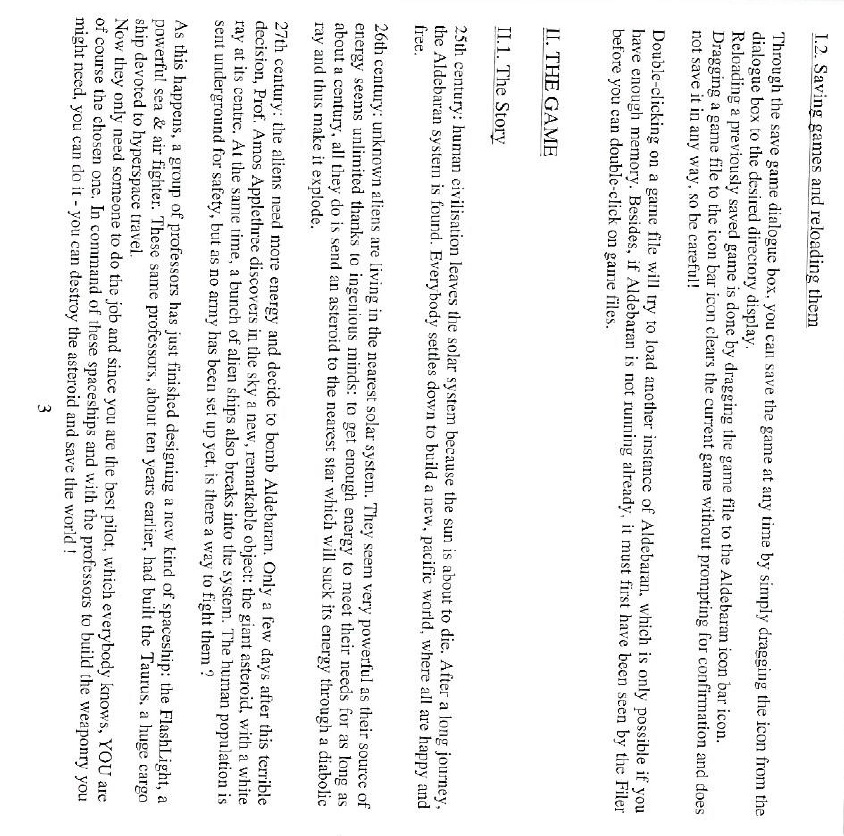 I.2. Saving games and reloading them
Through the save game dialogue box, you can save the game at any time by simply dragging the icon from the
dialogue box to the desired directory display.
Reloading a previously saved game is done by dragging the game file to the Aldebaran icon bar icon.
Dragging a game file to the icon bar icon clears the current game without prompting for confirmation and does
not save it in any way, so be careful!
Double-clicking on a game file will try to load another instance of Aldebaran, which is only possible if you
have enough memory. Besides, if Aldebaran is not running already, it must first have been seen by the Filer
before you can double-click on game files.
II. THE GAME
II.1. The Story
25th century: human civilisation leaves the solar system because the sun is about to die. After a long journey,
the Aldebaran system is found. Everybody settles down to build a new, pacific world, where all are happy and
free.
26th century: unknown aliens are living in the nearest solar system. They seem very powerful as their source of
energy seems unlimited thanks to ingenious minds: to get enough energy to meet their needs for as long as
about a century, all they do is send an asteroid to the nearest star which will suck its energy through a diabolic
ray and thus make it explode.
27th century: the aliens need more energy and decide to bomb Aldebaran. Only a few days after this terrible
decision, Prof. Amos Applethree discovers in the sky a new, remarkable object: the giant asteroid, with a white
ray at its centre. At the same time, a bunch of alien ships also breaks into the system. The human population is
sent underground for safety, but as no army has been set up yet, is there a way to fight them ?
As this happens, a group of professors has just finished designing a new kind of spaceship: the FlashLight, a
powerful sea & air fighter. These same professors, about ten years earlier, had built the Taurus, a huge cargo
ship devoted to hyperspace travel.
Now they only need someone to do the job and since you are the best pilot, which everybody knows, YOU are
of course the chosen one. In command of these spaceships and with the professors to build the weaponry you
might need, you can do it - you can destroy the asteroid and save the world !
3